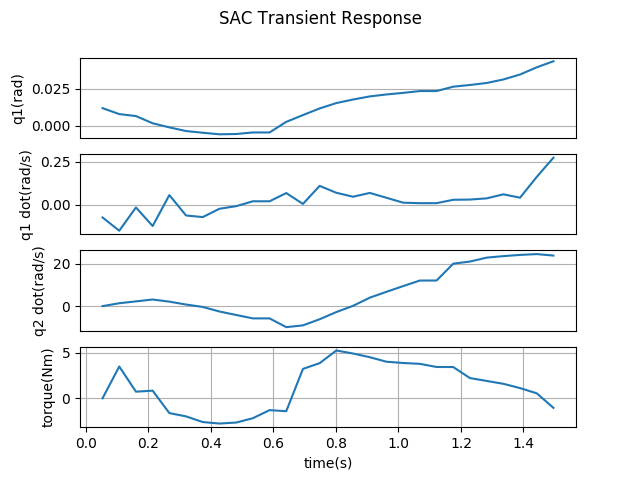 SAC Transient Response
q1(rad)
0.025
0.000
q1 dot(rad/s)
0.25
0.00
q2 dot(rad/s)
20
0
torque(Nm)
5
0
0.0 0.2 0.4 0.6 0.8 1.0 1.2 1.4
time(s)